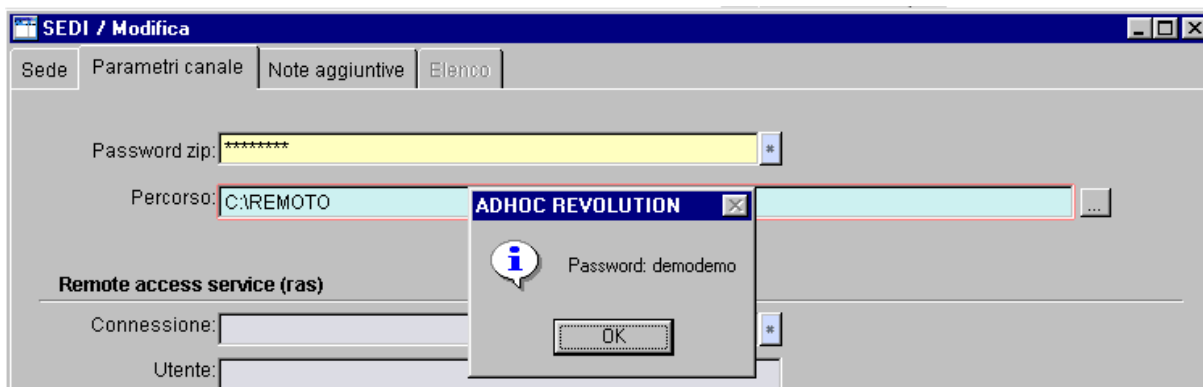 SEDI / Modifica
Sede Parametri canale Note aggiuntive Elenco
Password zip: ******** *
Percorso: C:\REMOTO ...
ADHOC REVOLUTION
Password: demodemo
OK
Remote access service (ras)
Connessione: *
Utente: